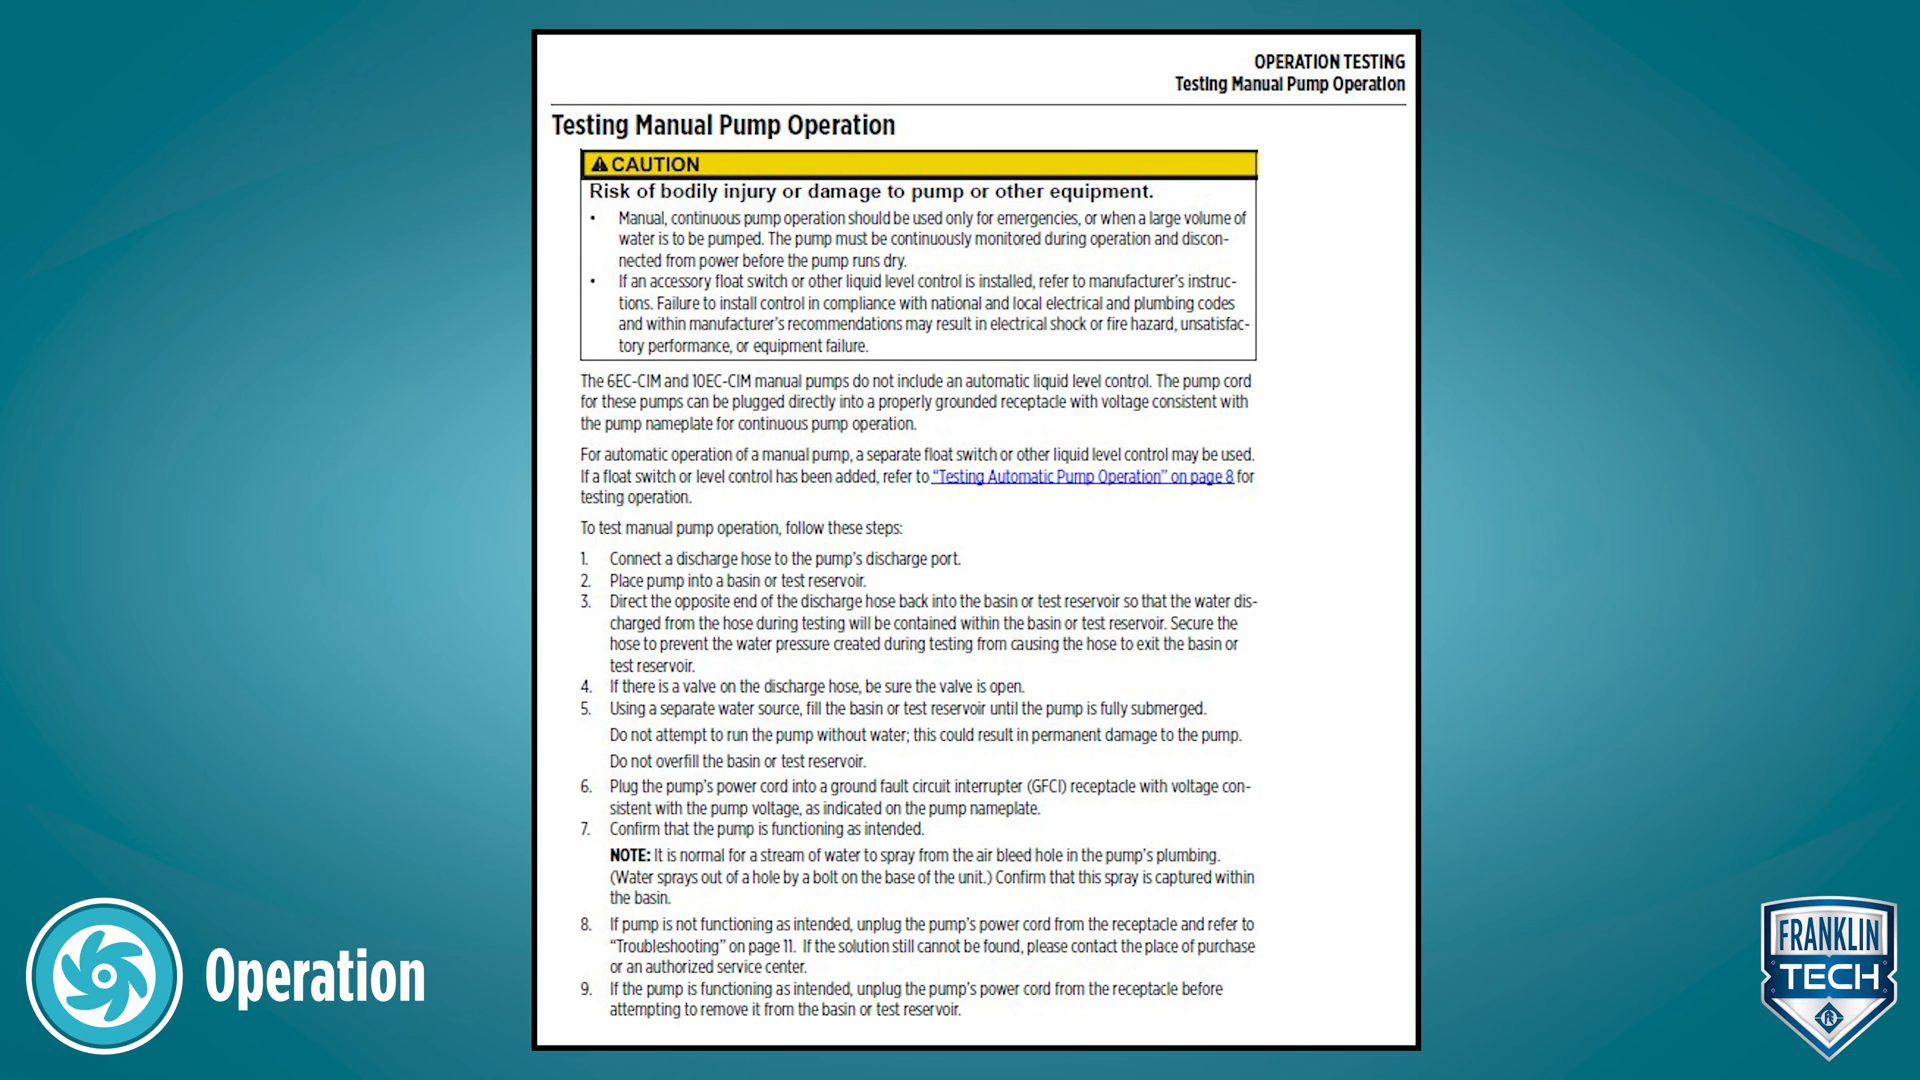 OPERATION TESTING
Testing Manual Pump Operation
Testing Manual Pump Operation
CAUTION
Risk of bodily injury or damage to pump or other equipment.
• Manual, continuous pump operation should be used only for emergencies, or when a large volume of
water is to be pumped. The pump must be continuously monitored during operation and discon-
nected from power before the pump runs dry.
• If an accessory float switch or other liquid level control is installed, refer to manufacturer's instruc-
tions. Failure to install control in compliance with national and local electrical and plumbing codes
and within manufacturer's recommendations may result in electrical shock or fire hazard, unsatisfac-
tory performance, or equipment failure.
The 6EC-CIM and 10EC-CIM manual pumps do not include an automatic liquid level control. The pump cord
for these pumps can be plugged directly into a properly grounded receptacle with voltage consistent with
the pump nameplate for continuous pump operation.
For automatic operation of a manual pump, a separate float switch or other liquid level control may be used.
If a float switch or level control has been added, refer to "Testing Automatic Pump Operation" on page 8 for
testing operation.
To test manual pump operation, follow these steps:
1. Connect a discharge hose to the pump's discharge port.
2. Place pump into a basin or test reservoir.
3. Direct the opposite end of the discharge hose back into the basin or test reservoir so that the water dis-
charged from the hose during testing will be contained within the basin or test reservoir. Secure the
hose to prevent the water pressure created during testing from causing the hose to exit the basin or
test reservoir.
4. If there is a valve on the discharge hose, be sure the valve is open.
5. Using a separate water source, fill the basin or test reservoir until the pump is fully submerged.
Do not attempt to run the pump without water; this could result in permanent damage to the pump.
Do not overfill the basin or test reservoir.
6. Plug the pump's power cord into a ground fault circuit interrupter (GFCI) receptacle with voltage con-
sistent with the pump voltage, as indicated on the pump nameplate.
7. Confirm that the pump is functioning as intended.
NOTE: It is normal for a stream of water to spray from the air bleed hole in the pump's plumbing.
(Water sprays out of a hole by a bolt on the base of the unit.) Confirm that this spray is captured within
the basin.
8. If pump is not functioning as intended, unplug the pump's power cord from the receptacle and refer to
"Troubleshooting" on page 11. If the solution still cannot be found, please contact the place of purchase
or an authorized service center.
9. If the pump is functioning as intended, unplug the pump's power cord from the receptacle before
attempting to remove it from the basin or test reservoir.
Operation
FRANKLIN
TECH